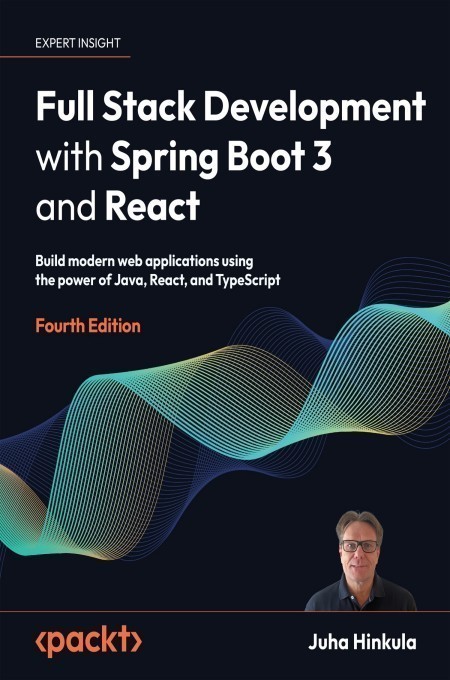 EXPERT INSIGHT
Full Stack Development
with Spring Boot 3
and React
Build modern web applications using
the power of Java, React, and TypeScript
Fourth Edition
<packt>
Juha Hinkula